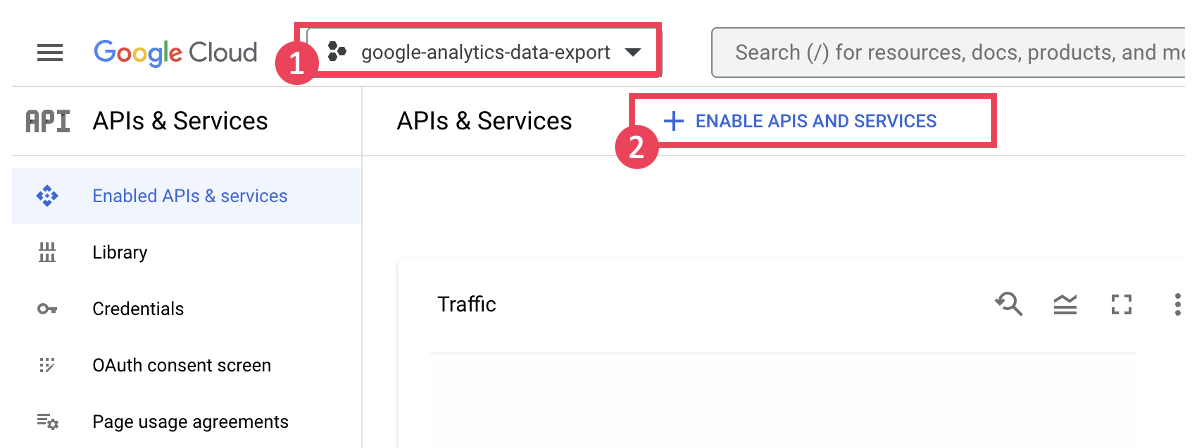 1
Google Cloud
google-analytics-data-export
Search (/) for resources, docs, products, and mo
API
APIs & Services
APIs & Services
2
+ ENABLE APIS AND SERVICES
Enabled APIs & services
Library
Credentials
OAuth consent screen
Page usage agreements
Traffic